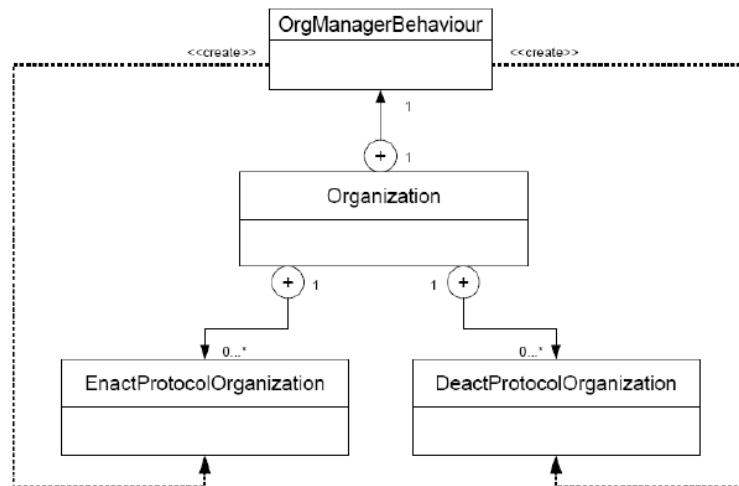 OrgManagerBehaviour
<<create>> <<create>>
1
+ 1
Organization
+ 1 1 +
0...* 0...*
EnactProtocolOrganization DeactProtocolOrganization